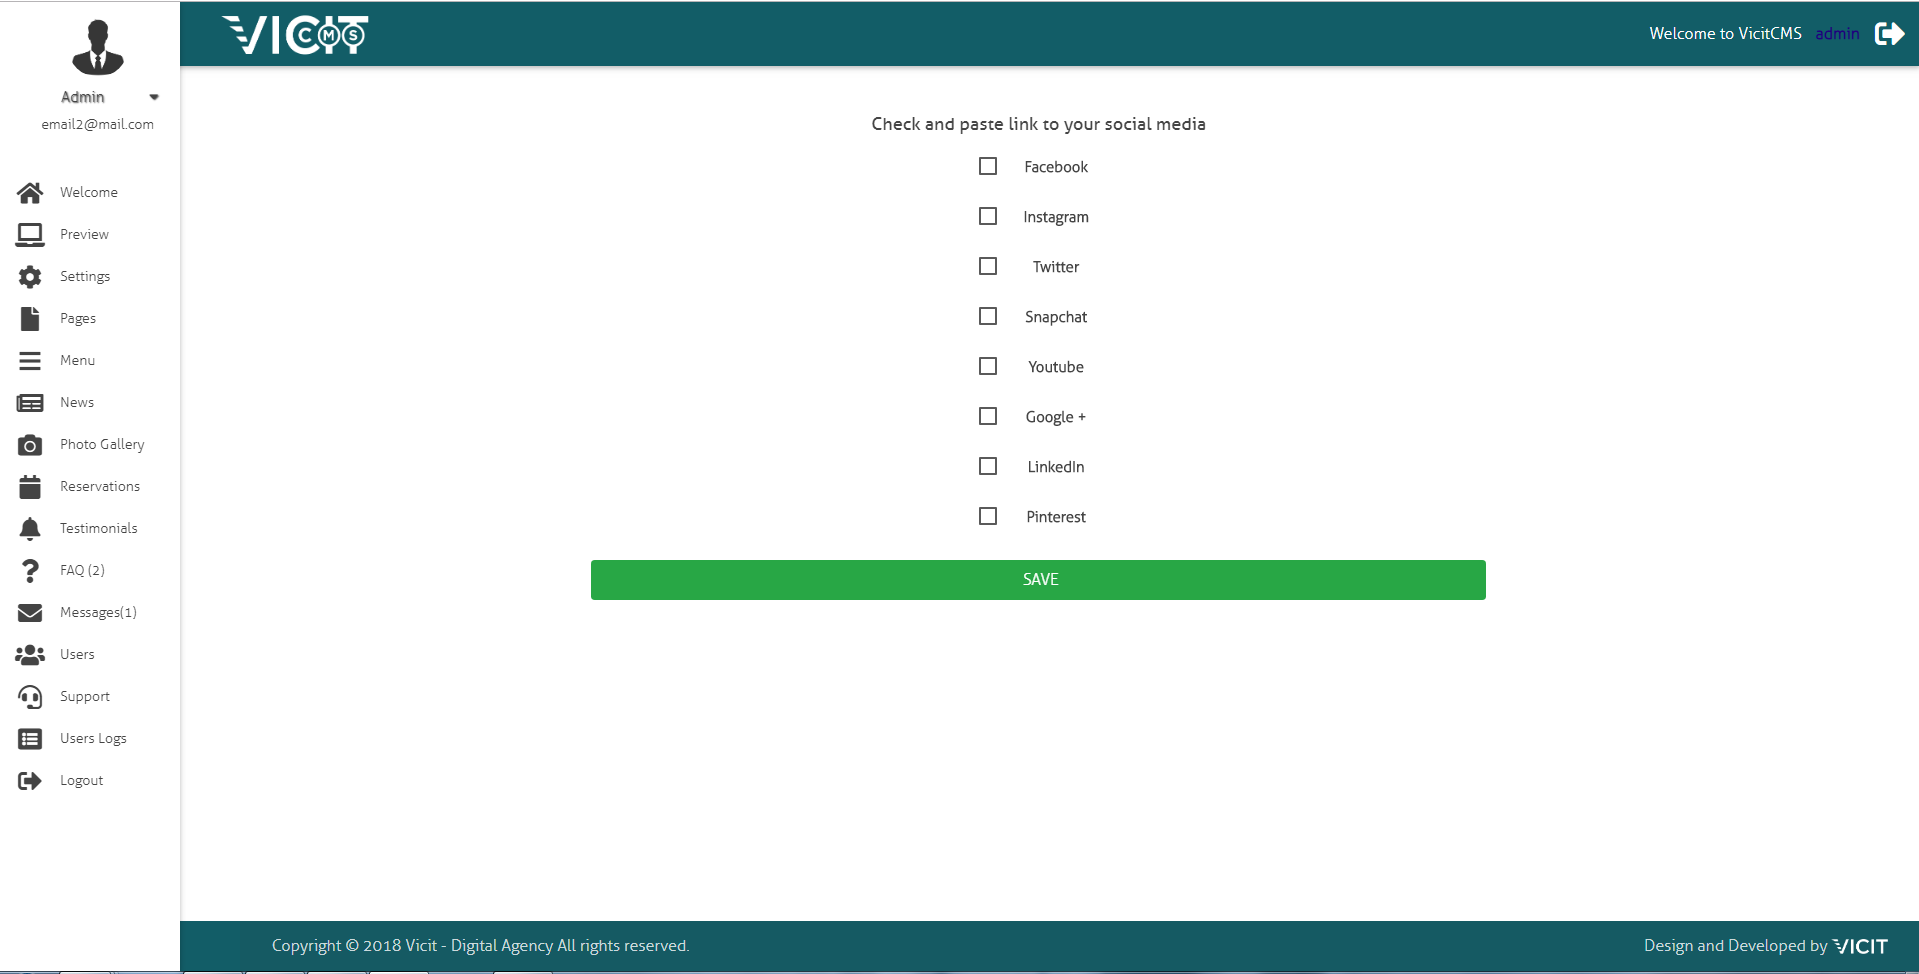 VICIT
CMS
Welcome to VicitCMS admin
Admin
email2@mail.com
Welcome
Preview
Settings
Pages
Menu
News
Photo Gallery
Reservations
Testimonials
FAQ (2)
Messages(1)
Users
Support
Users Logs
Logout
Check and paste link to your social media
Facebook
Instagram
Twitter
Snapchat
Youtube
Google +
LinkedIn
Pinterest
SAVE
Copyright © 2018 Vicit - Digital Agency All rights reserved.
Design and Developed by VICIT